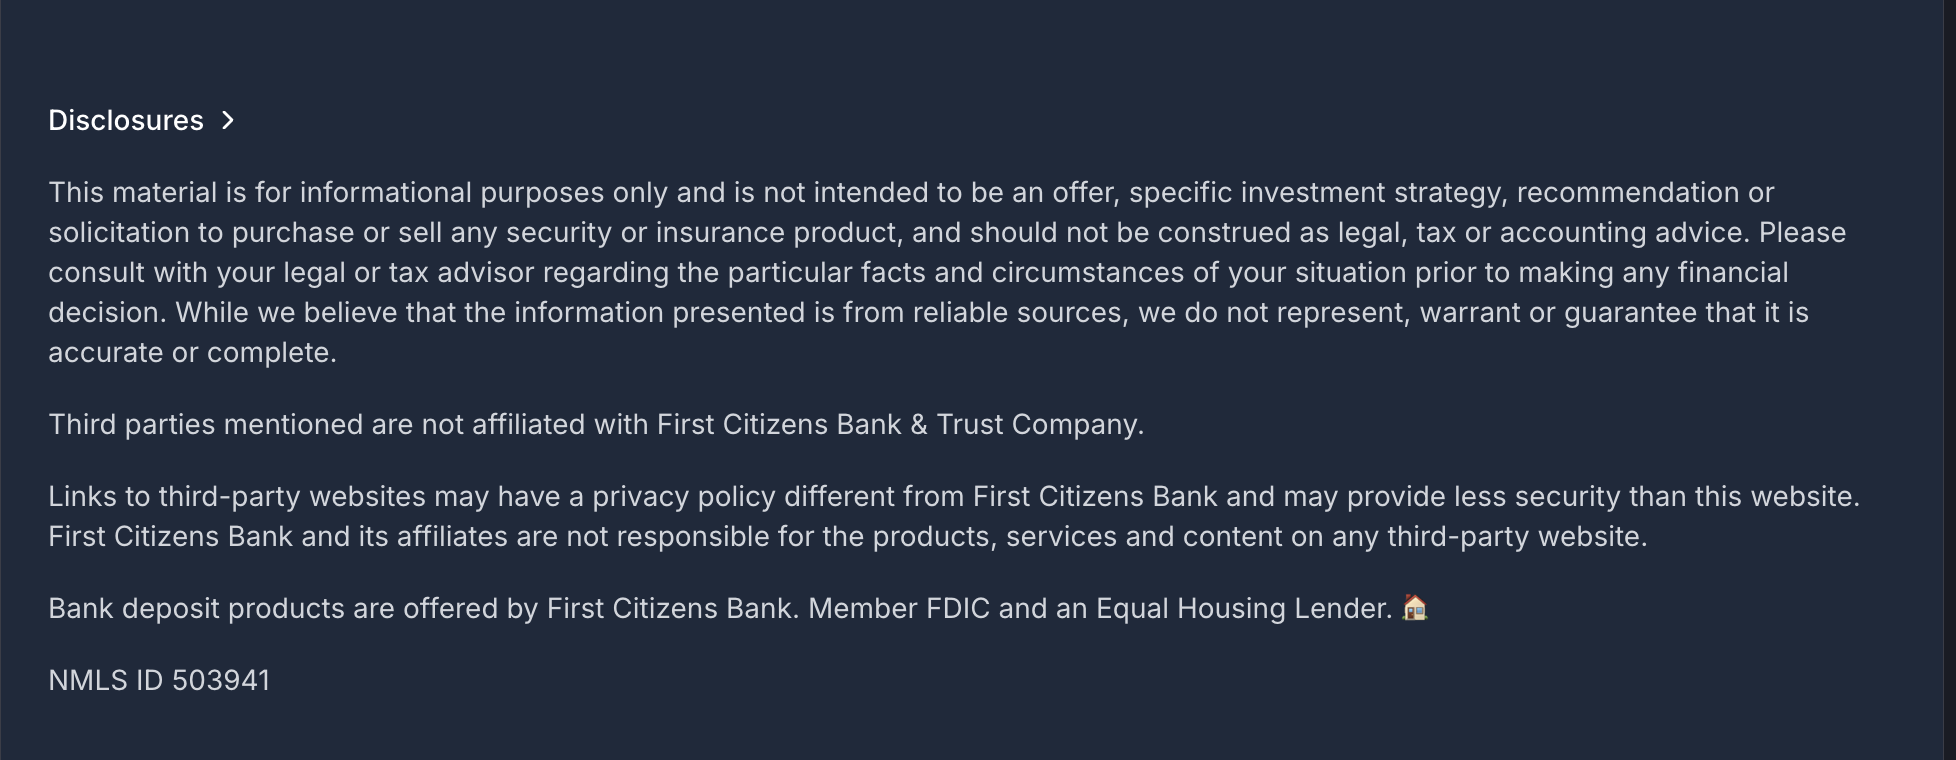 Disclosures
This material is for informational purposes only and is not intended to be an offer, specific investment strategy, recommendation or
solicitation to purchase or sell any security or insurance product, and should not be construed as legal, tax or accounting advice. Please
consult with your legal or tax advisor regarding the particular facts and circumstances of your situation prior to making any financial
decision. While we believe that the information presented is from reliable sources, we do not represent, warrant or guarantee that it is
accurate or complete.
Third parties mentioned are not affiliated with First Citizens Bank & Trust Company.
Links to third-party websites may have a privacy policy different from First Citizens Bank and may provide less security than this website.
First Citizens Bank and its affiliates are not responsible for the products, services and content on any third-party website.
Bank deposit products are offered by First Citizens Bank. Member FDIC and an Equal Housing Lender. 🏠
NMLS ID 503941